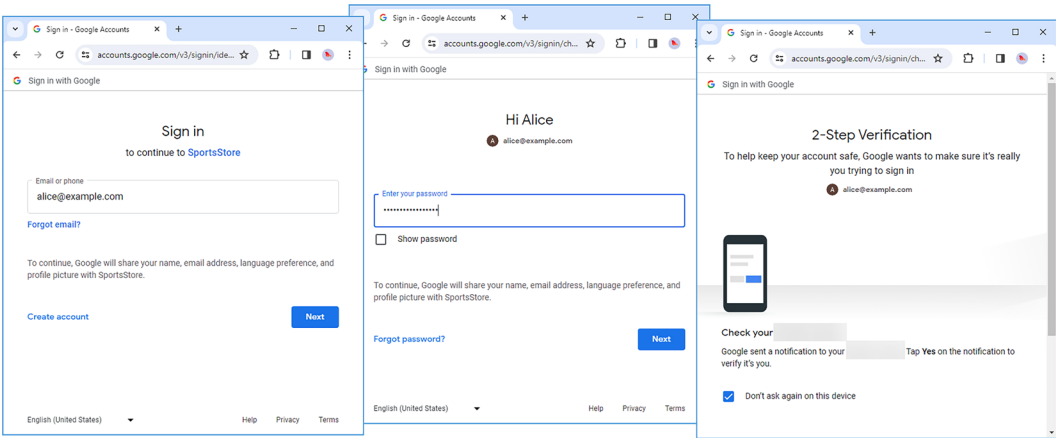 Sign in - Google Accounts
accounts.google.com/v3/signin/ide...
Sign in with Google
Sign in
to continue to SportsStore
Email or phone
alice@example.com
Forgot email?
To continue, Google will share your name, email address, language preference, and
profile picture with SportsStore.
Create account
Next
English (United States)
Help
Privacy
Terms
Sign in - Google Accounts
accounts.google.com/v3/signin/ch...
Sign in with Google
Hi Alice
A
alice@example.com
Enter your password
••••••••••••••••
Show password
To continue, Google will share your name, email address, language preference, and
profile picture with SportsStore.
Forgot password?
Next
English (United States)
Help
Privacy
Terms
Sign in - Google Accounts
accounts.google.com/v3/signin/ch...
Sign in with Google
2-Step Verification
To help keep your account safe, Google wants to make sure it's really
you trying to sign in
A
alice@example.com
Check your
Google sent a notification to your Tap Yes on the notification to
verify it's you.
Don't ask again on this device